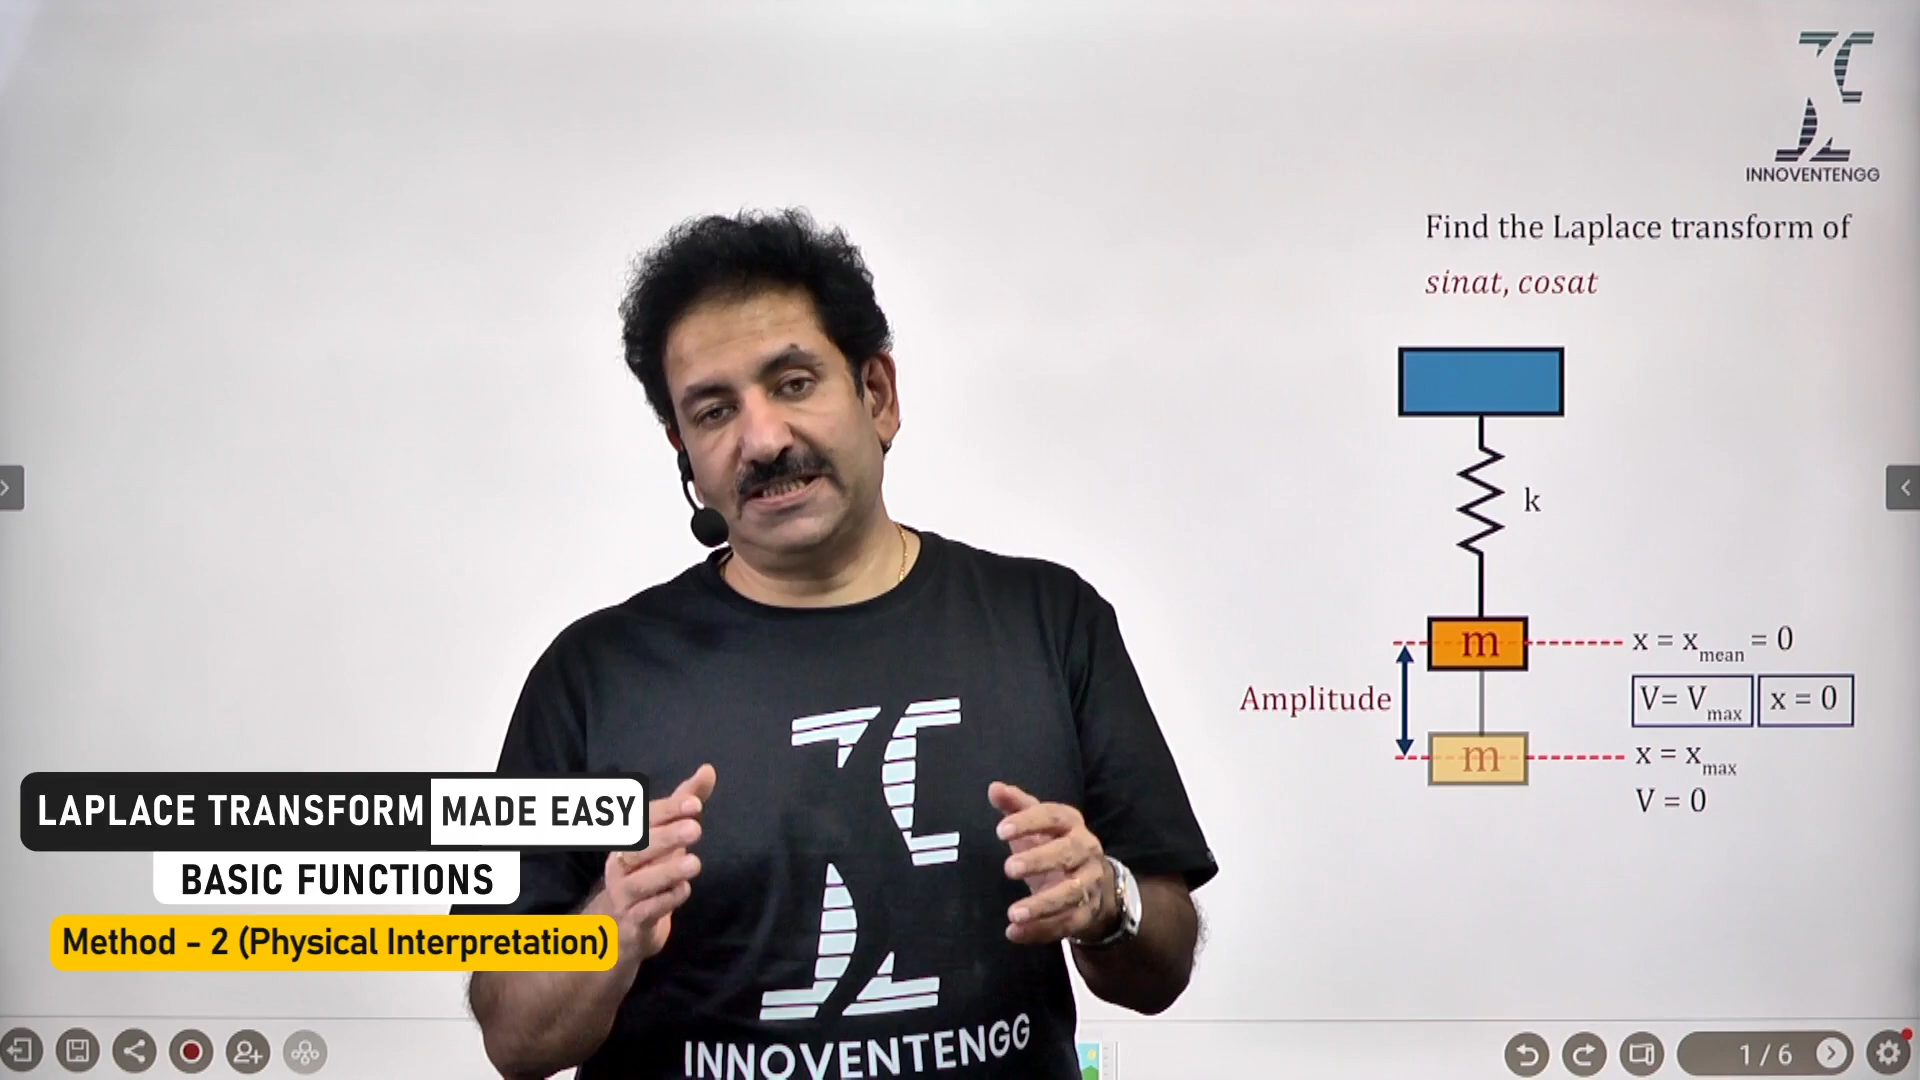 INNOVENTENGG
Find the Laplace transform of
sinat, cosat
k
m
x = xmean = 0
Amplitude
V= Vmax
x = 0
m
x = xmax
V = 0
LAPLACE TRANSFORM MADE EASY
BASIC FUNCTIONS
Method - 2 (Physical Interpretation)
INNOVENTENGG
1 / 6